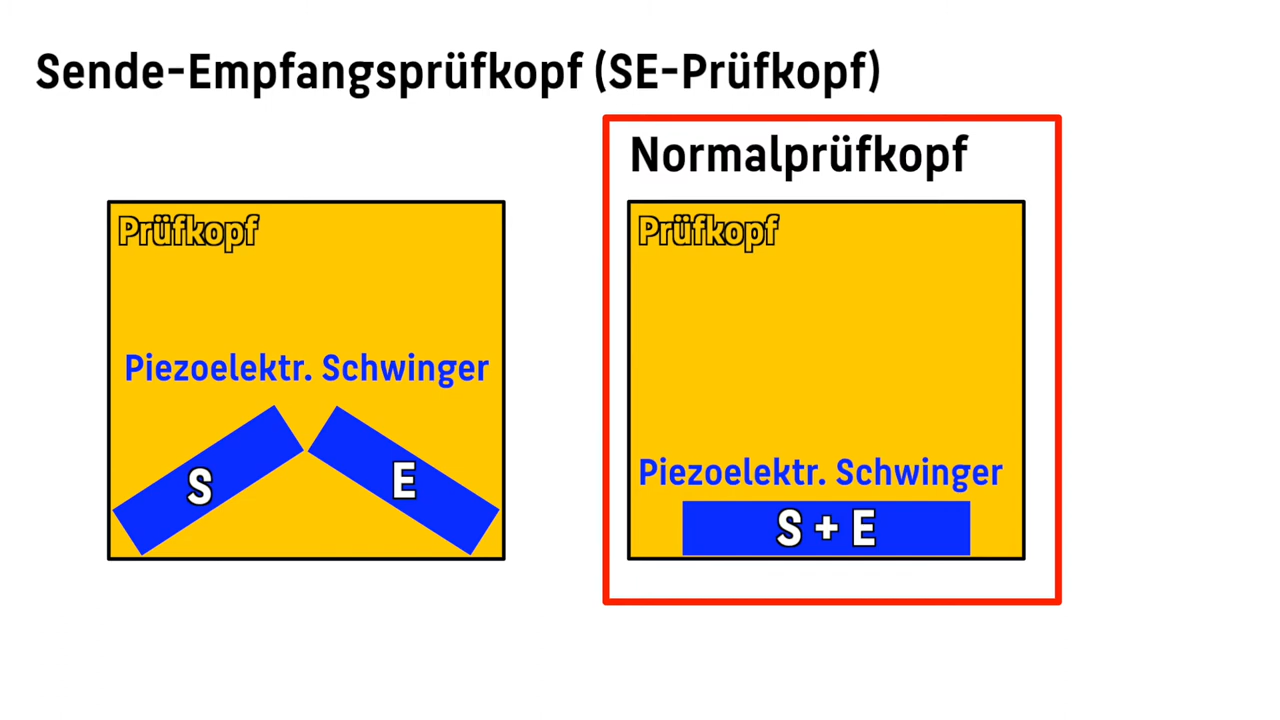 Sende-Empfangsprüfkopf (SE-Prüfkopf)
Normalprüfkopf
Prüfkopf
Piezoelektr. Schwinger
S
E
Prüfkopf
Piezoelektr. Schwinger
S + E